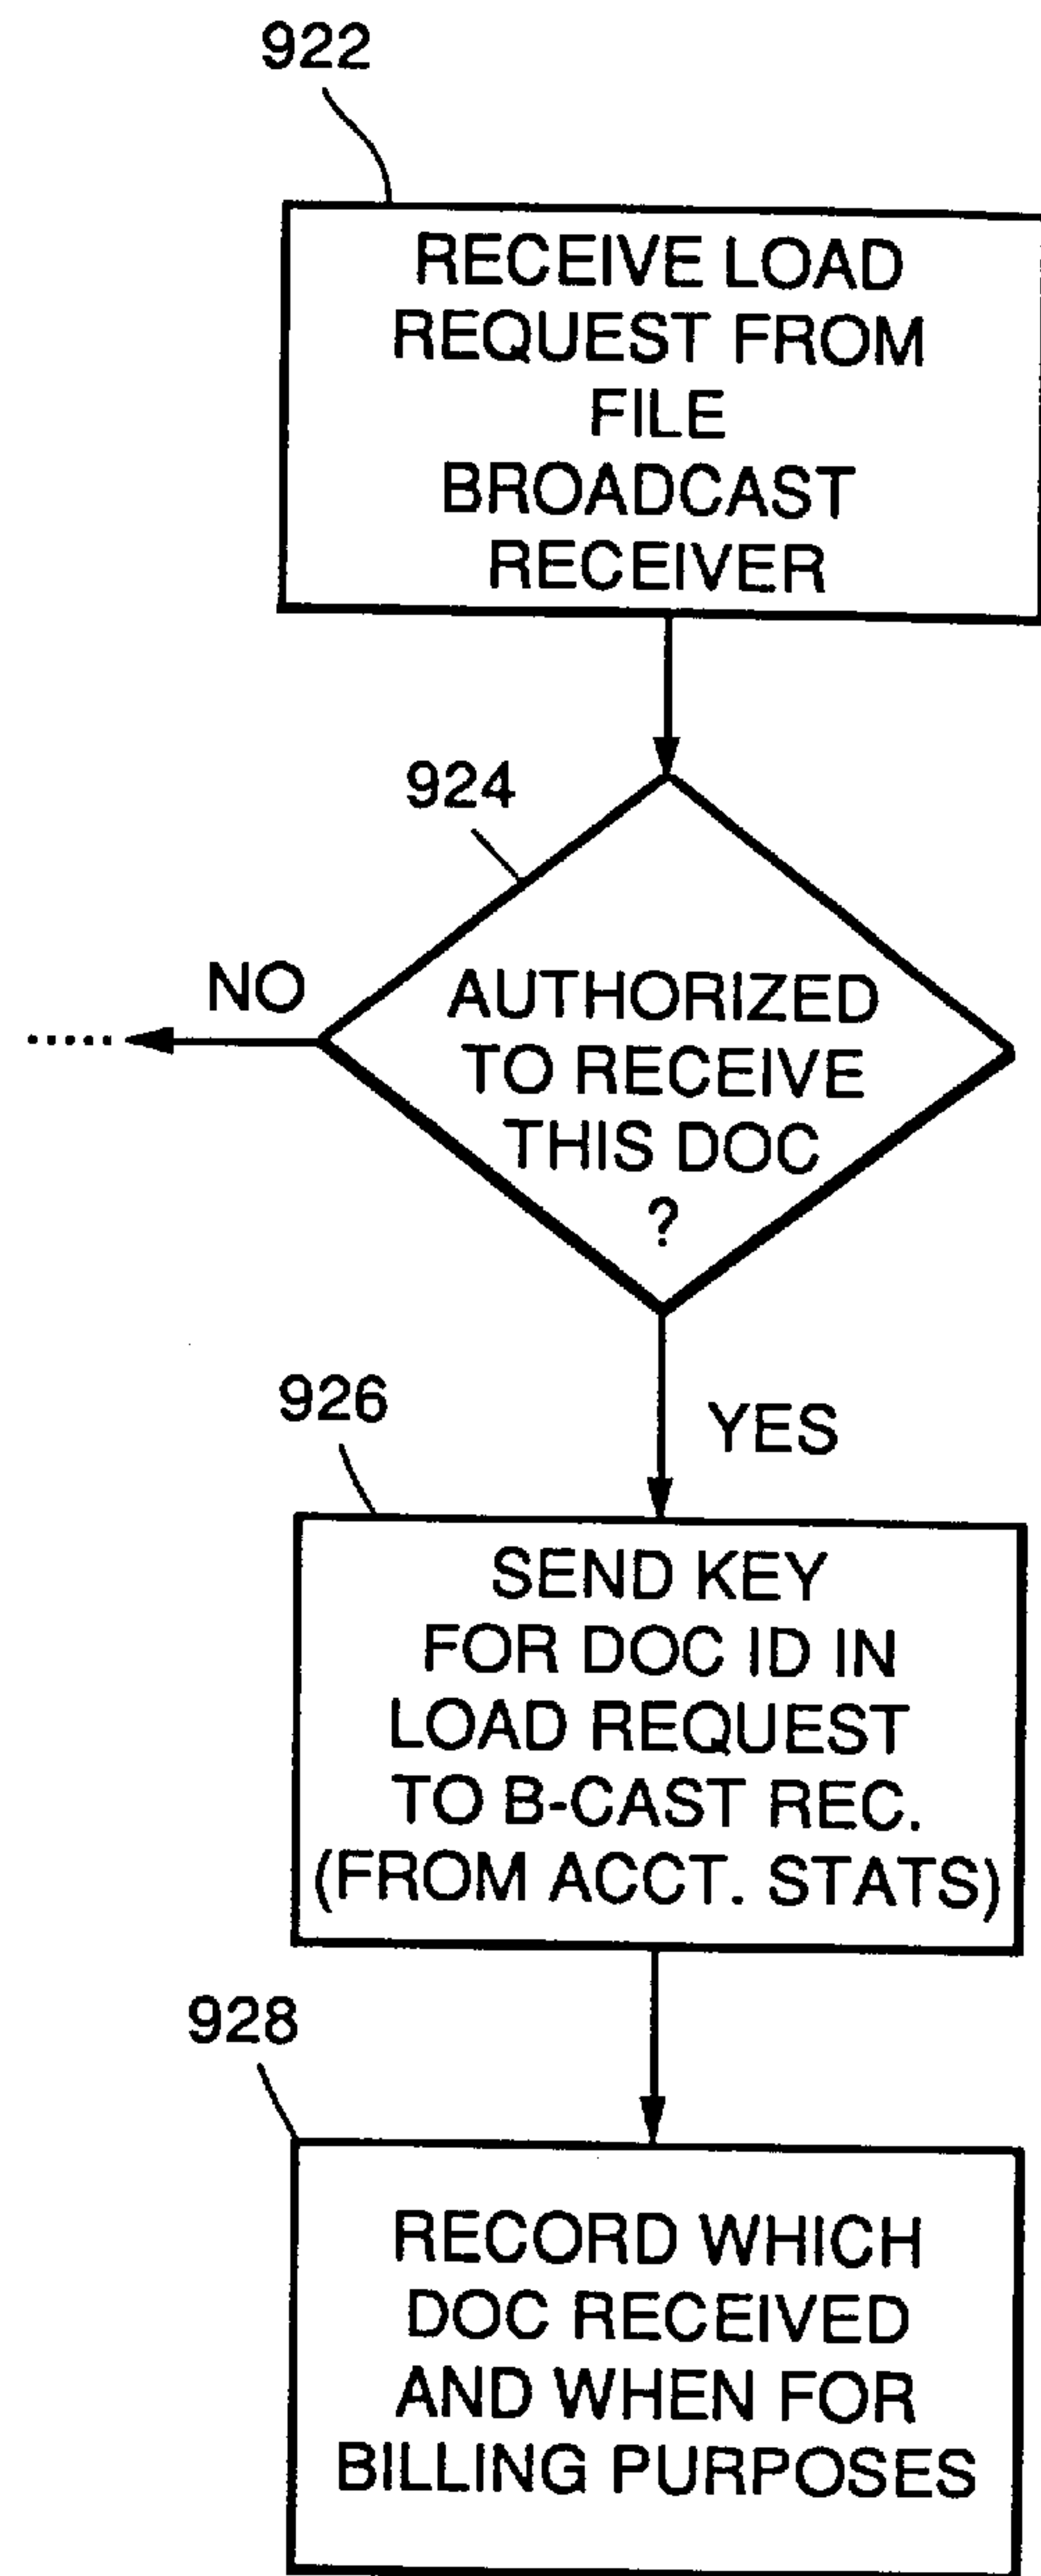 922
RECEIVE LOAD
REQUEST FROM
FILE
BROADCAST
RECEIVER
924
NO
AUTHORIZED
TO RECEIVE
THIS DOC
?
926
YES
SEND KEY
FOR DOC ID IN
LOAD REQUEST
TO B-CAST REC.
(FROM ACCT. STATS)
928
RECORD WHICH
DOC RECEIVED
AND WHEN FOR
BILLING PURPOSES